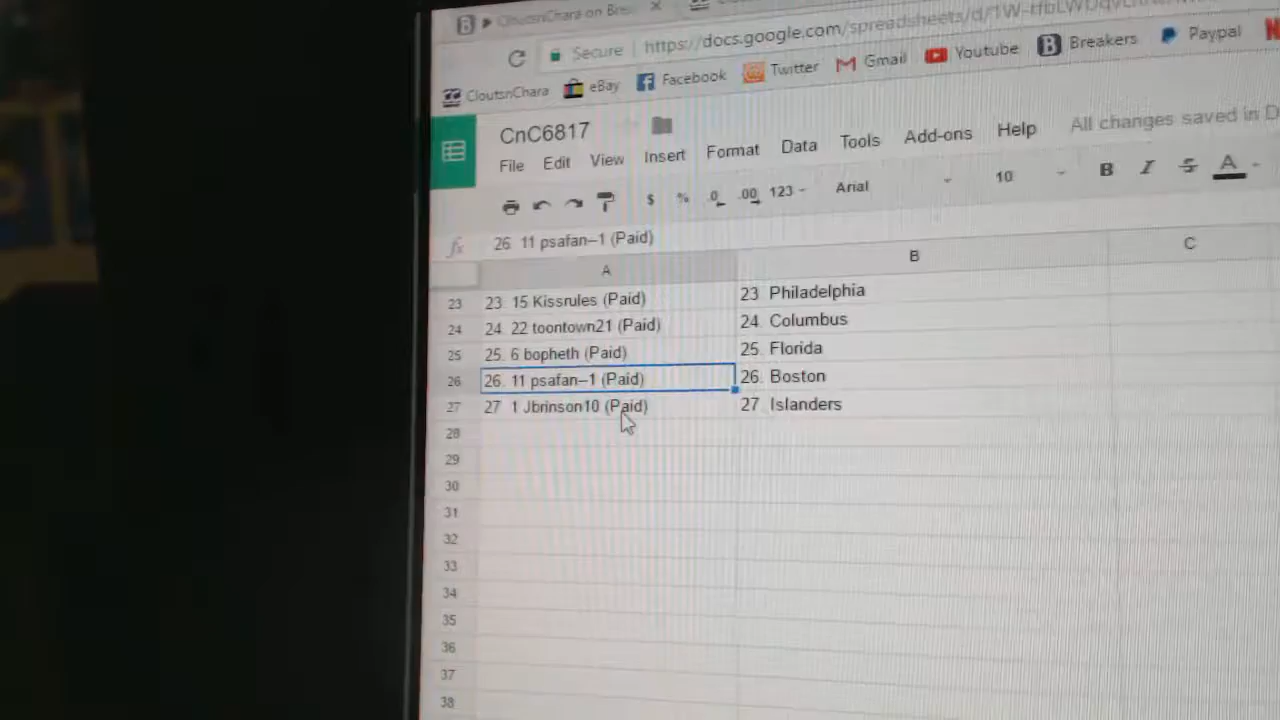 CloutsnChara on Bre
Secure | https://docs.google.com/spreadsheets/d/1W-
CloutsnChara eBay Facebook Twitter Gmail Youtube Breakers Paypal
CnC6817
All changes saved in D
File Edit View Insert Format Data Tools Add-ons Help
$ % .0 .00 123 Arial 10 B I S A
fx 26. 11 psafan–1 (Paid)
A B C
23 23. 15 Kissrules (Paid) 23. Philadelphia
24 24. 22 toontown21 (Paid) 24. Columbus
25 25. 6 bopheth (Paid) 25. Florida
26 26. 11 psafan–1 (Paid) 26. Boston
27 27. 1 Jbrinson10 (Paid) 27. Islanders
28
29
30
31
32
33
34
35
36
37
38